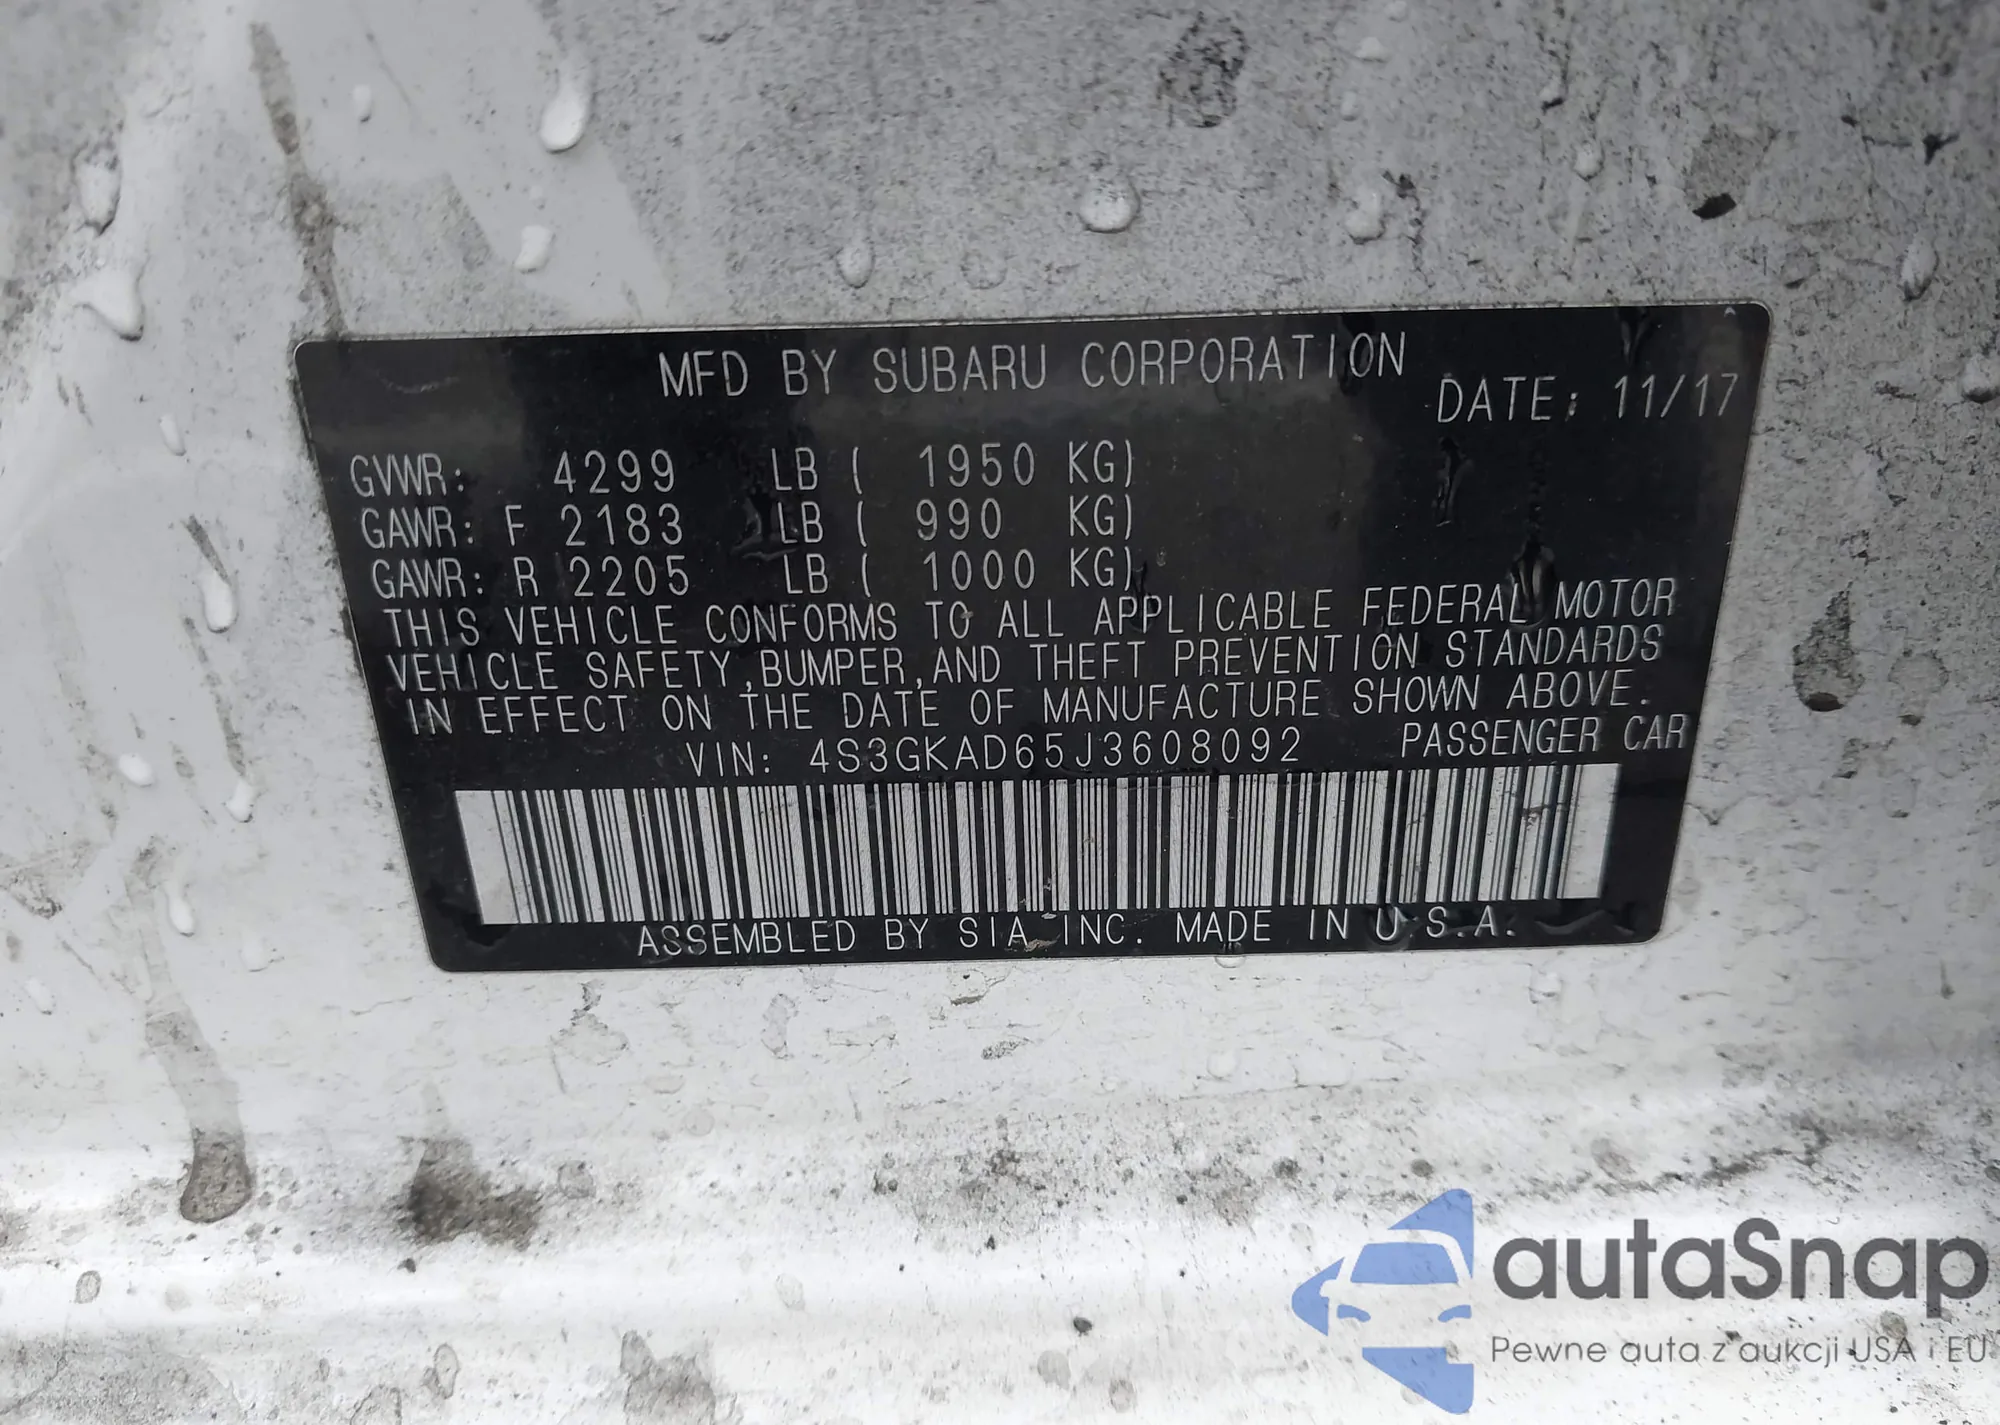 MFD BY SUBARU CORPORATION
DATE: 11/17
GVWR: 4299 LB ( 1950 KG)
GAWR: F 2183 LB ( 990 KG)
GAWR: R 2205 LB ( 1000 KG)
THIS VEHICLE CONFORMS TO ALL APPLICABLE FEDERAL MOTOR
VEHICLE SAFETY,BUMPER,AND THEFT PREVENTION STANDARDS
IN EFFECT ON THE DATE OF MANUFACTURE SHOWN ABOVE.
VIN: 4S3GKAD65J3608092 PASSENGER CAR
ASSEMBLED BY SIA INC. MADE IN U.S.A.
autaSnap
Pewne auta z aukcji USA i EU